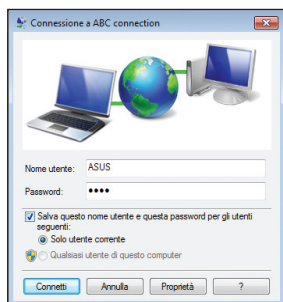 Connessione a ABC connection
Nome utente: ASUS
Password: ••••
Salva questo nome utente e questa password per gli utenti
seguenti:
Solo utente corrente
Qualsiasi utente di questo computer
Connetti Annulla Proprietà ?